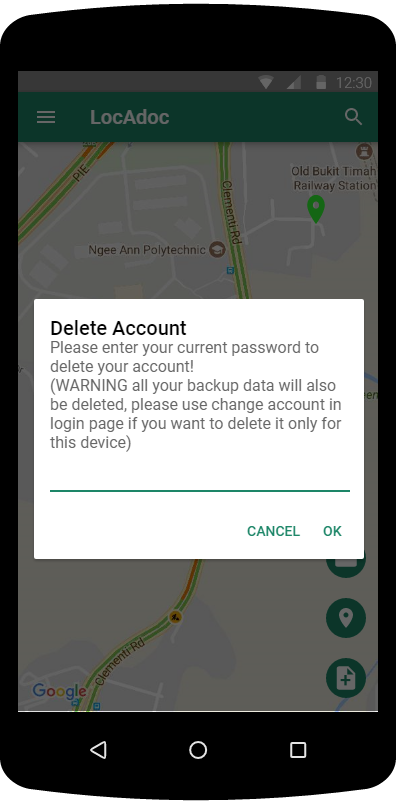 12:30
LocAdoc
PIE
Old Bukit Timah
Railway Station
Clementi Rd
Ngee Ann Polytechnic
Delete Account
Please enter your current password to
delete your account!
(WARNING all your backup data will also
be deleted, please use change account in
login page if you want to delete it only for
this device)
CANCEL OK
Clementi Rd
Google